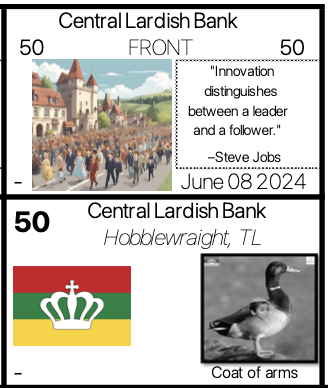 Central Lardish Bank
50 FRONT 50
"Innovation
distinguishes
between a leader
and a follower."
–Steve Jobs
- June 08 2024
50 Central Lardish Bank
Hobblewraight, TL
Coat of arms
-